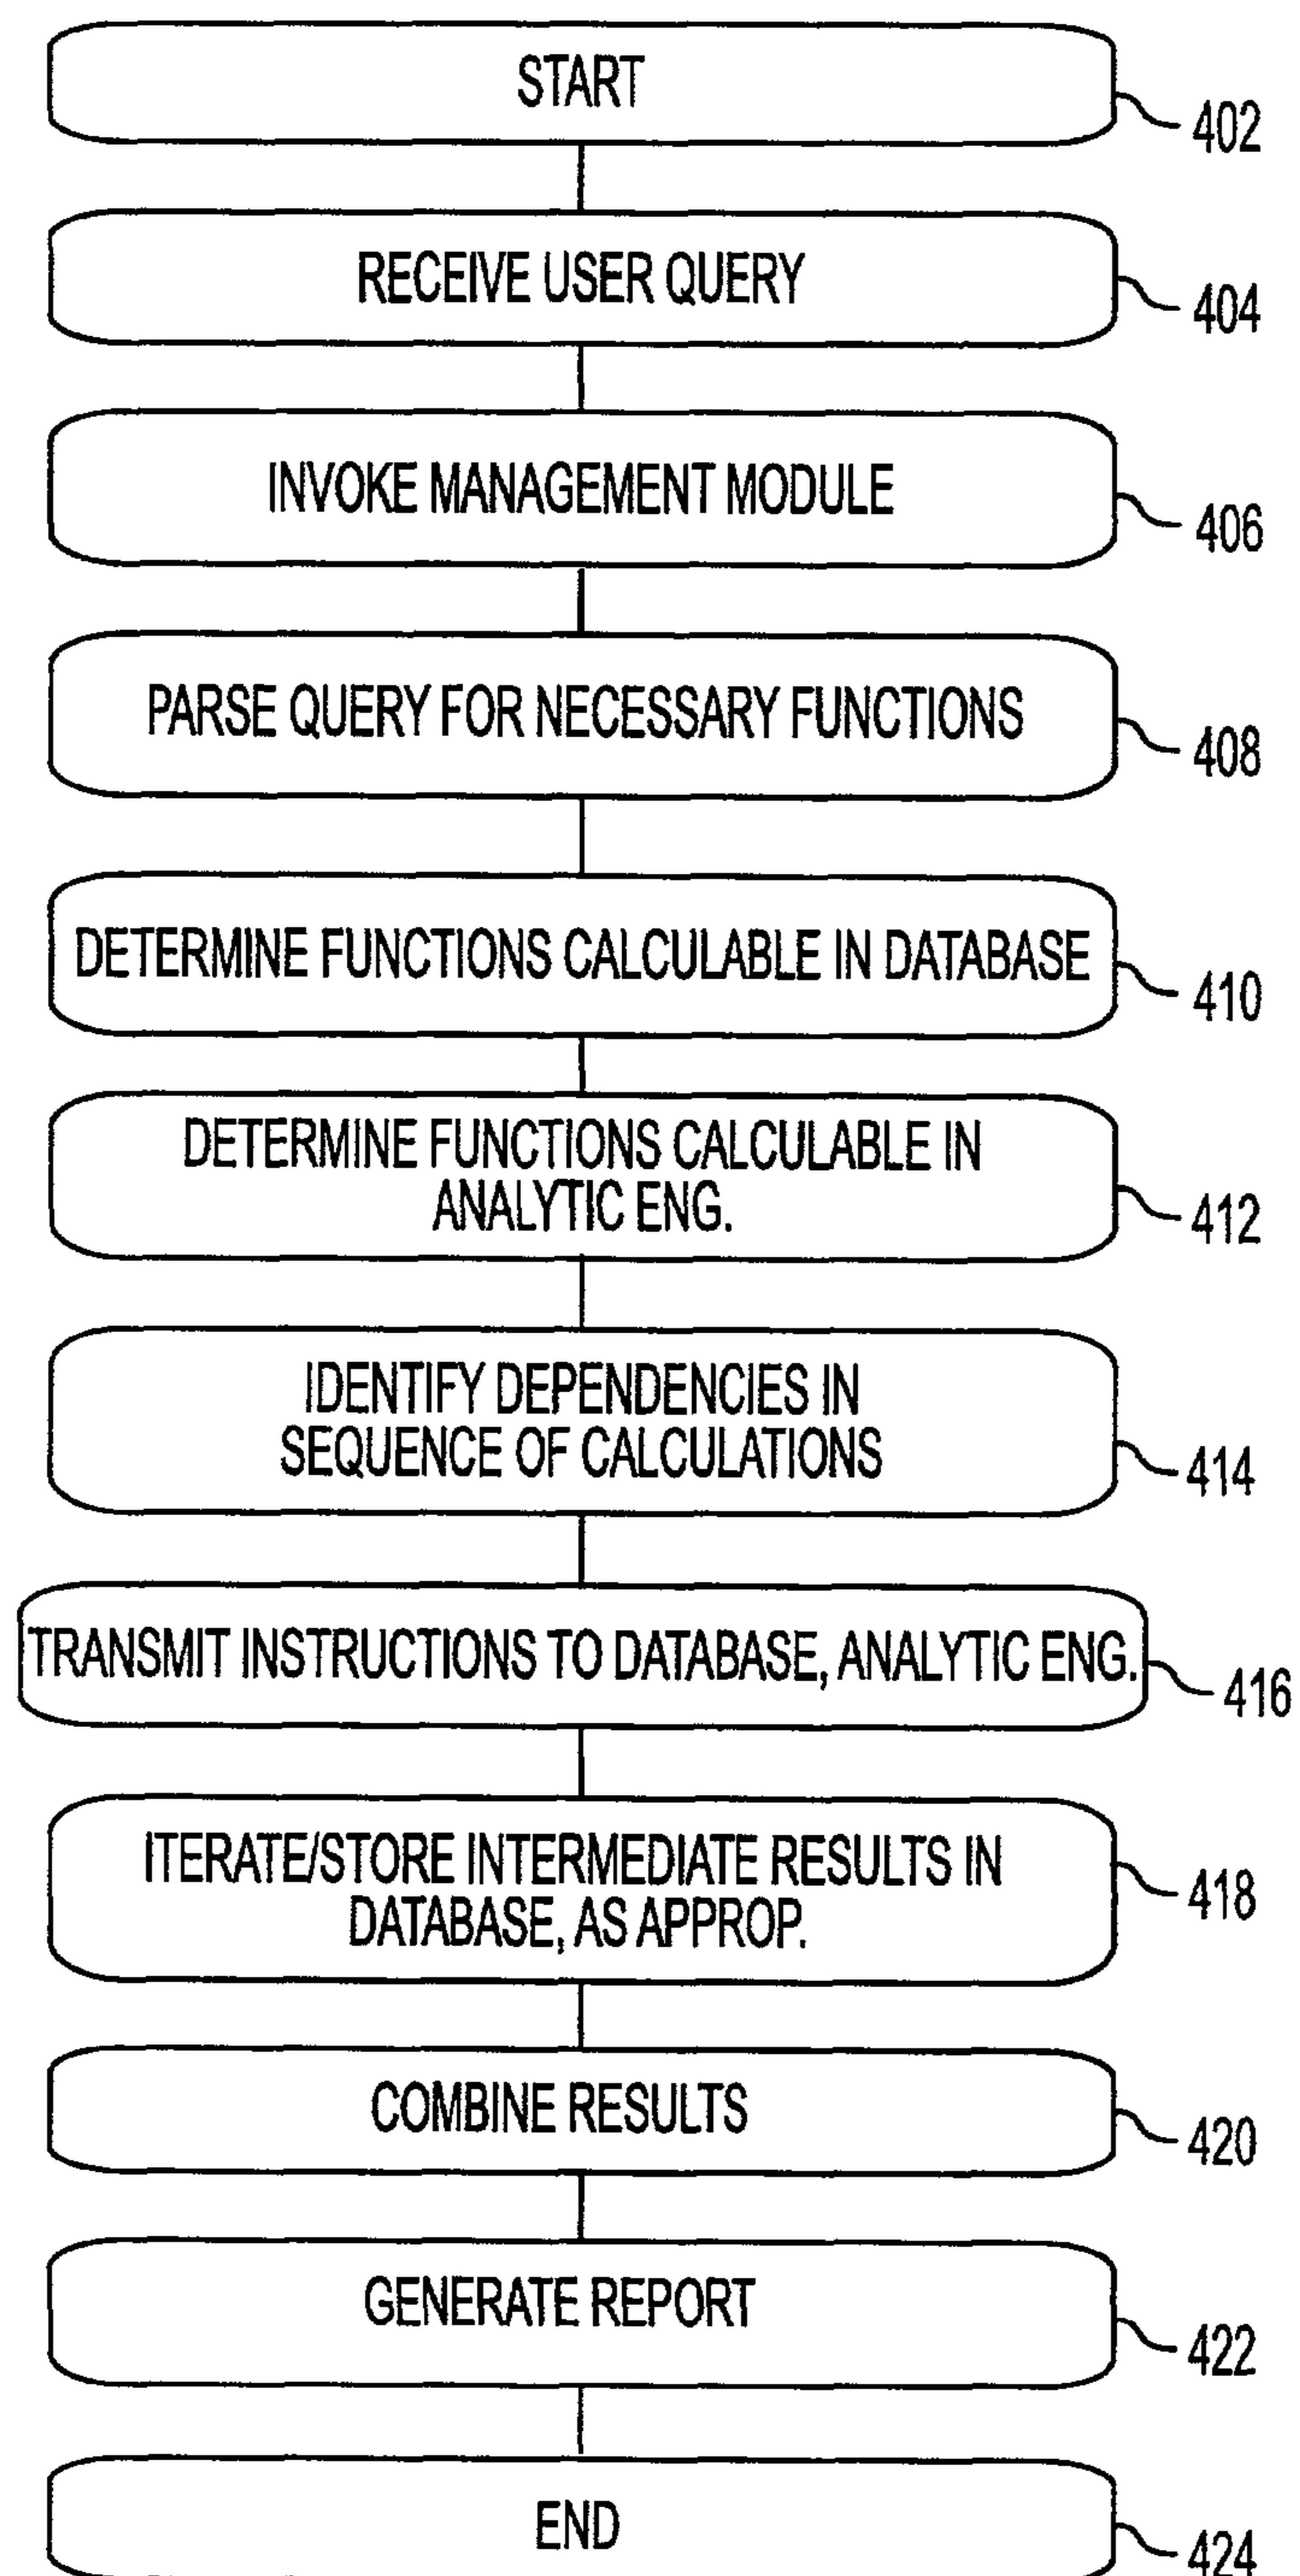 START
402
RECEIVE USER QUERY
404
INVOKE MANAGEMENT MODULE
406
PARSE QUERY FOR NECESSARY FUNCTIONS
408
DETERMINE FUNCTIONS CALCULABLE IN DATABASE
410
DETERMINE FUNCTIONS CALCULABLE IN
ANALYTIC ENG.
412
IDENTIFY DEPENDENCIES IN
SEQUENCE OF CALCULATIONS
414
TRANSMIT INSTRUCTIONS TO DATABASE, ANALYTIC ENG.
416
ITERATE/STORE INTERMEDIATE RESULTS IN
DATABASE, AS APPROP.
418
COMBINE RESULTS
420
GENERATE REPORT
422
END
424